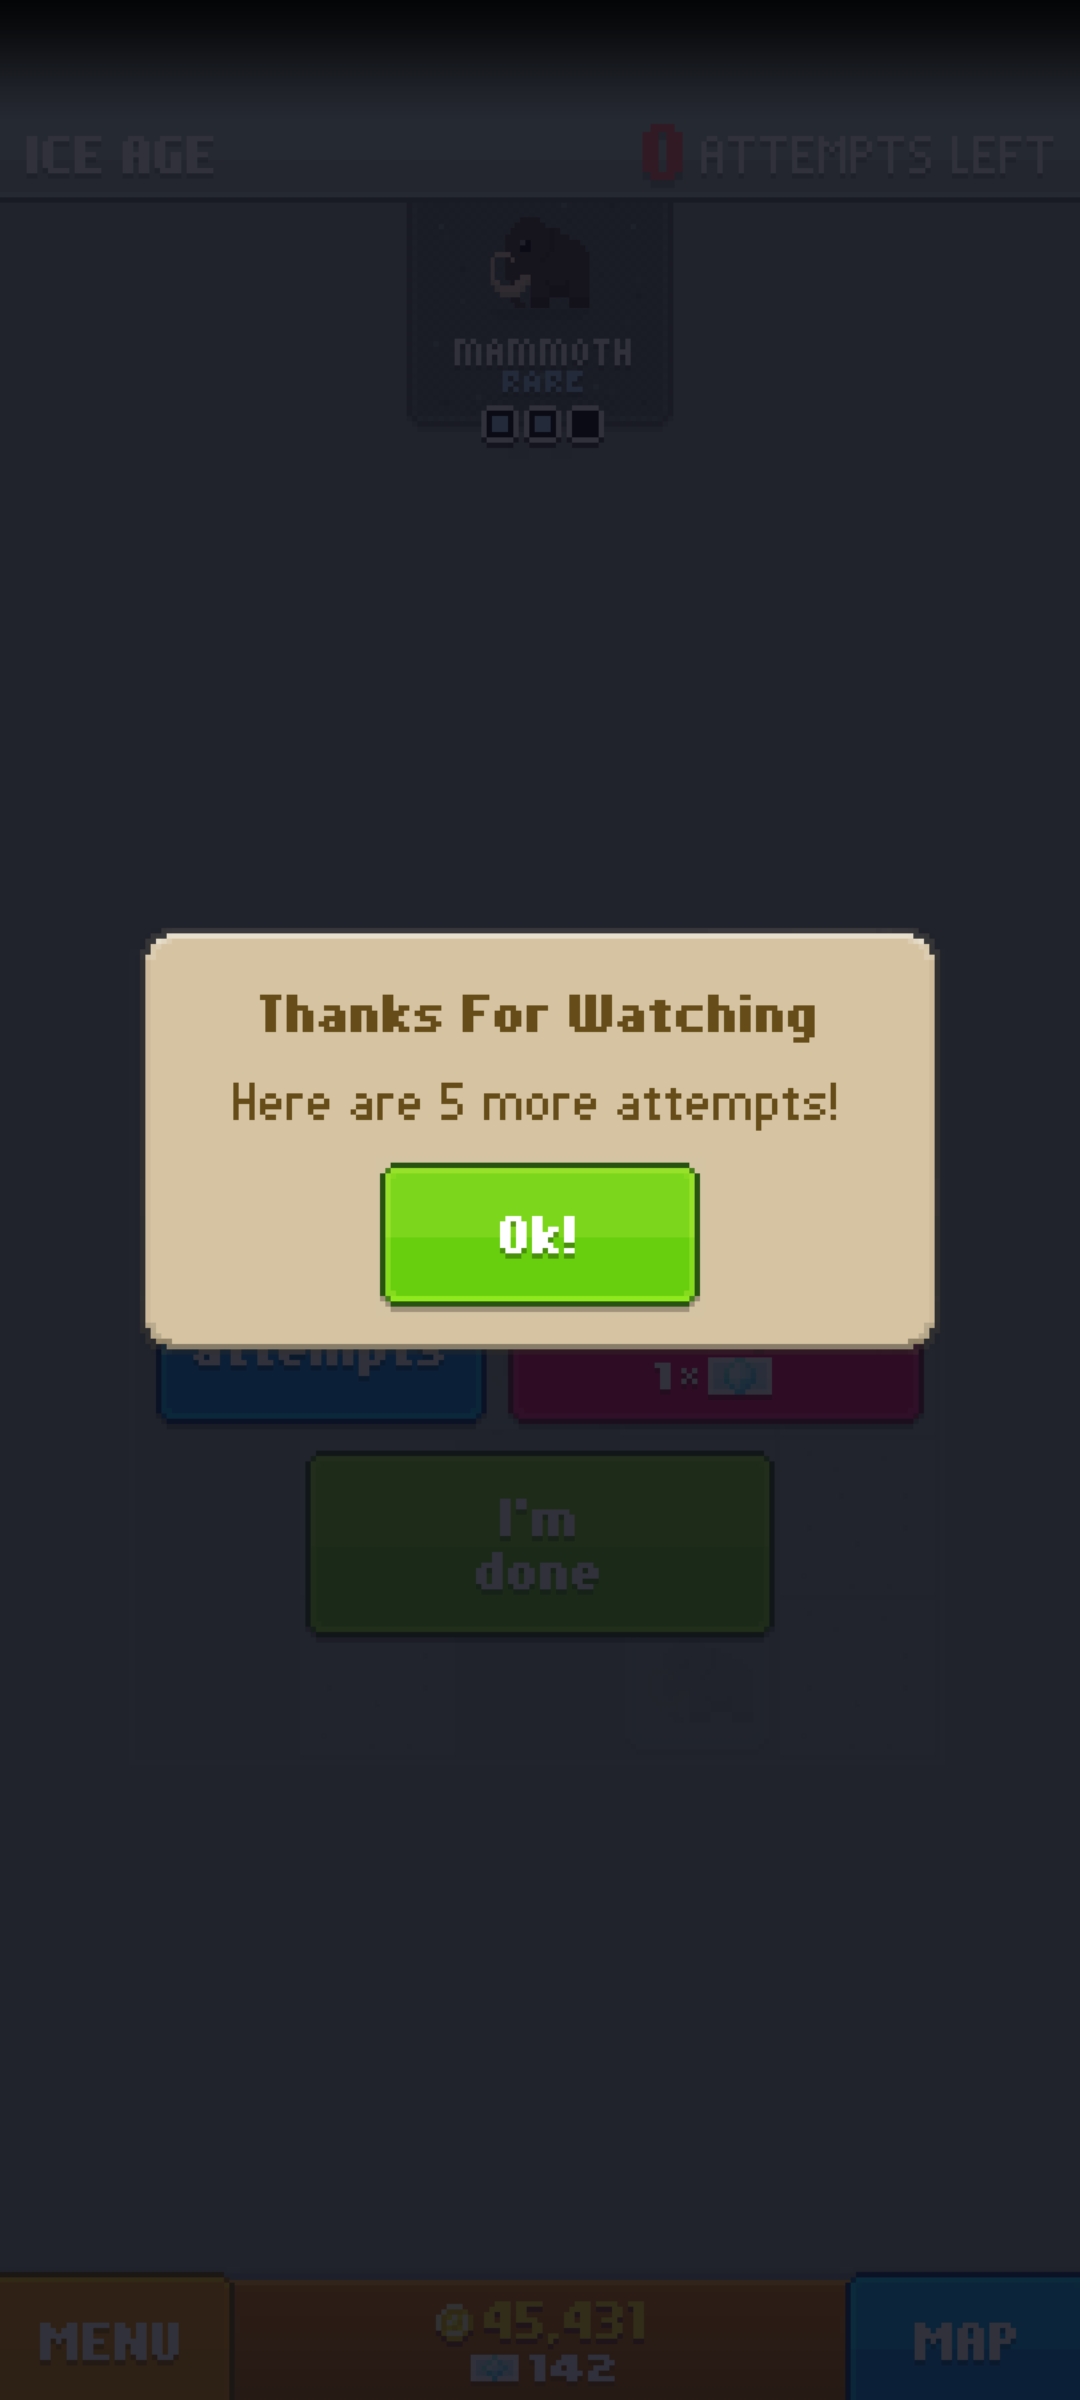 ICE AGE
0 ATTEMPTS LEFT
MAMMOTH
RARE
Thanks For Watching
Here are 5 more attempts!
Ok!
attempts
1×
I'm
done
MENU
45,431
142
MAP